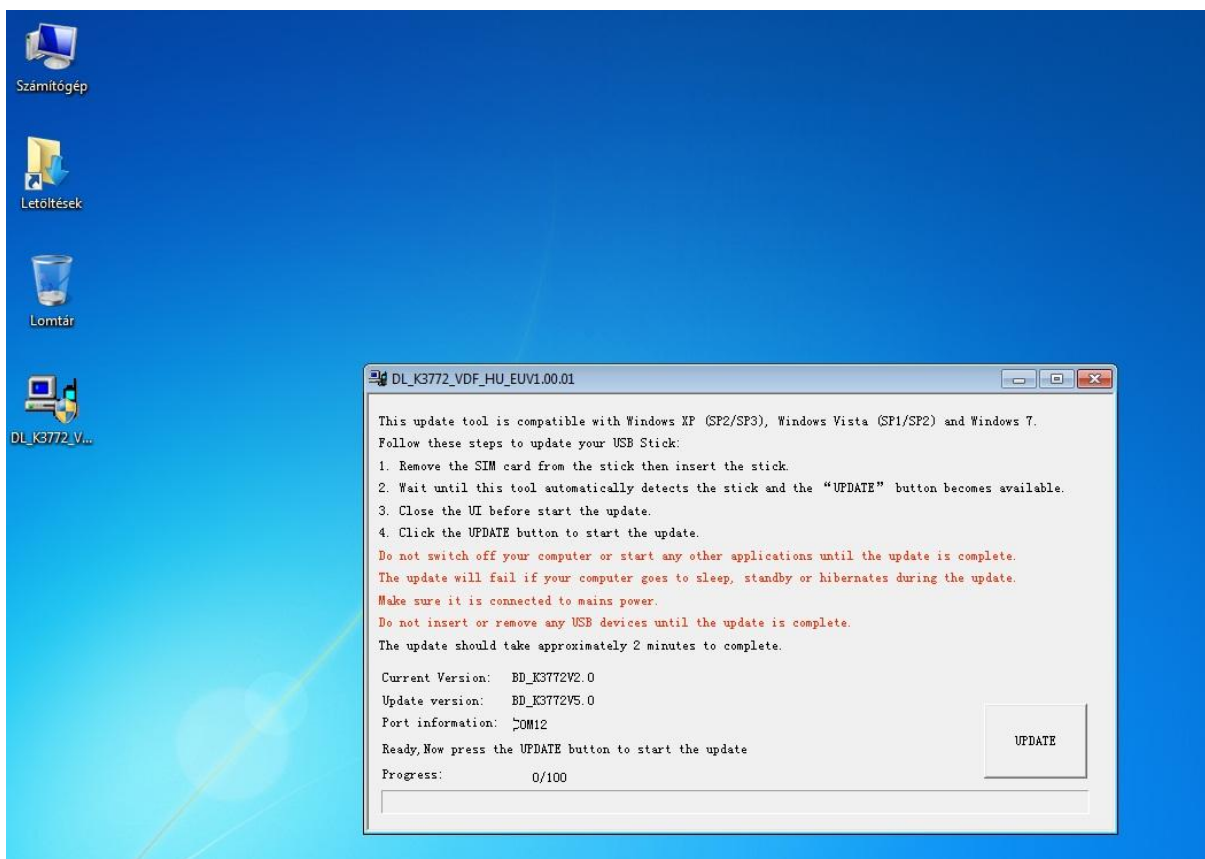 Számítógép
Letöltések
Lomtár
DL_K3772_V...
DL_K3772_VDF_HU_EUV1.00.01
This update tool is compatible with Windows XP (SP2/SP3), Windows Vista (SP1/SP2) and Windows 7.
Follow these steps to update your USB Stick:
1. Remove the SIM card from the stick then insert the stick.
2. Wait until this tool automatically detects the stick and the “UPDATE” button becomes available.
3. Close the UI before start the update.
4. Click the UPDATE button to start the update.
Do not switch off your computer or start any other applications until the update is complete.
The update will fail if your computer goes to sleep, standby or hibernates during the update.
Make sure it is connected to mains power.
Do not insert or remove any USB devices until the update is complete.
The update should take approximately 2 minutes to complete.
Current Version: BD_K3772V2.0
Update version: BD_K3772V5.0
Port information: COM12
Ready,Now press the UPDATE button to start the update
UPDATE
Progress: 0/100